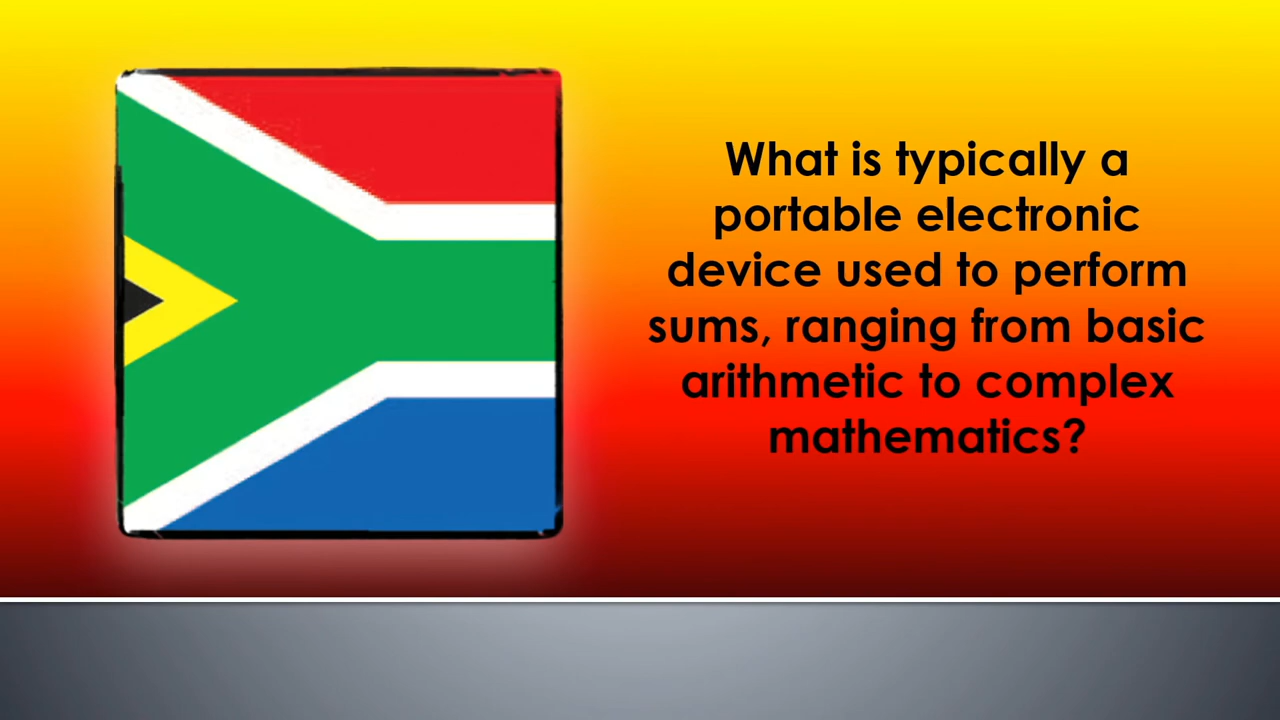 What is typically a
portable electronic
device used to perform
sums, ranging from basic
arithmetic to complex
mathematics?